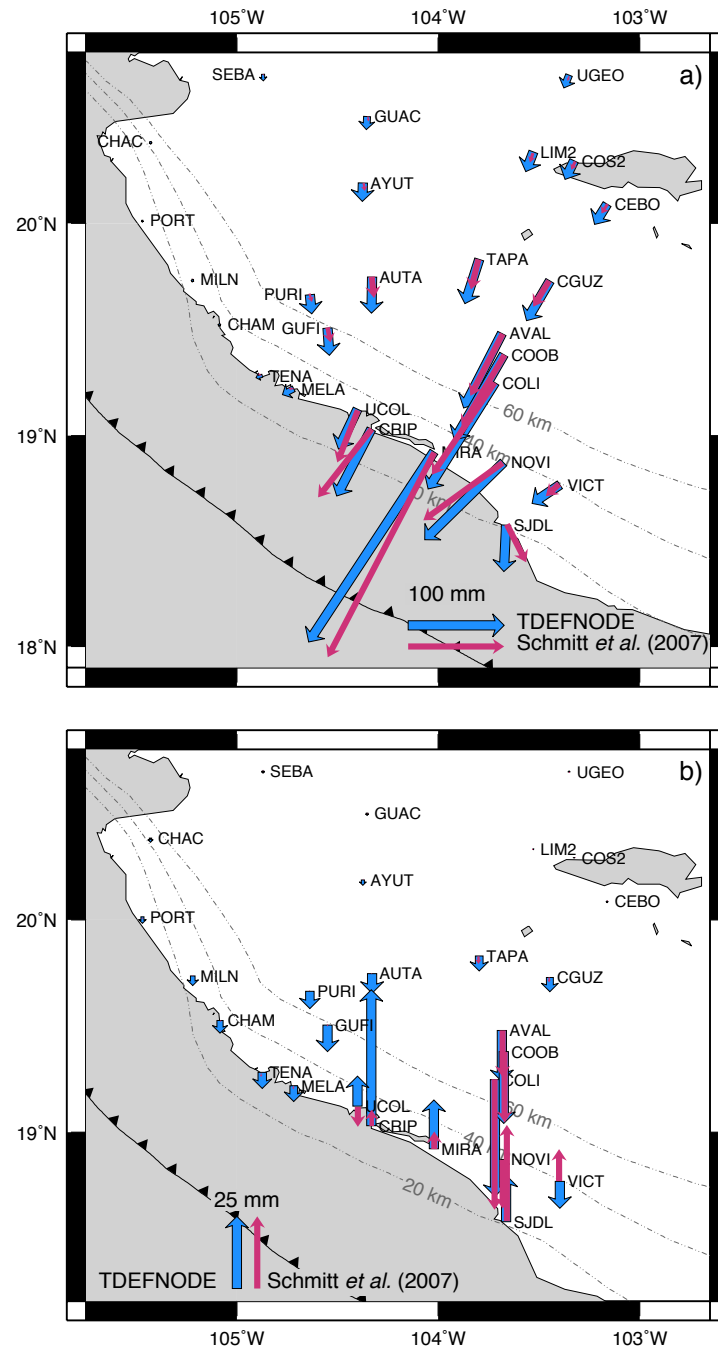 105˚W 104˚W 103˚W
a)
SEBA
UGEO
GUAC
CHAC
LIM2
COS2
AYUT
CEBO
20˚N
PORT
TAPA
AUTA
CGUZ
MILN
PURI
CHAM
GUFI
AVAL
COOB
TENA
COLI
MELA
60 km
UCOL
40 km
19˚N
CRIP
MIRA
NOVI
VICT
SJDL
100 mm
TDEFNODE
Schmitt et al. (2007)
18˚N
b)
SEBA
UGEO
GUAC
CHAC
LIM2
COS2
AYUT
CEBO
20˚N
PORT
TAPA
AUTA
MILN
CGUZ
PURI
CHAM
GUFI
AVAL
COOB
TENA
COLI
MELA
60 km
UCOL
CRIP
19˚N
40 km
MIRA
NOVI
20 km
VICT
25 mm
SJDL
TDEFNODE
Schmitt et al. (2007)
105˚W 104˚W 103˚W